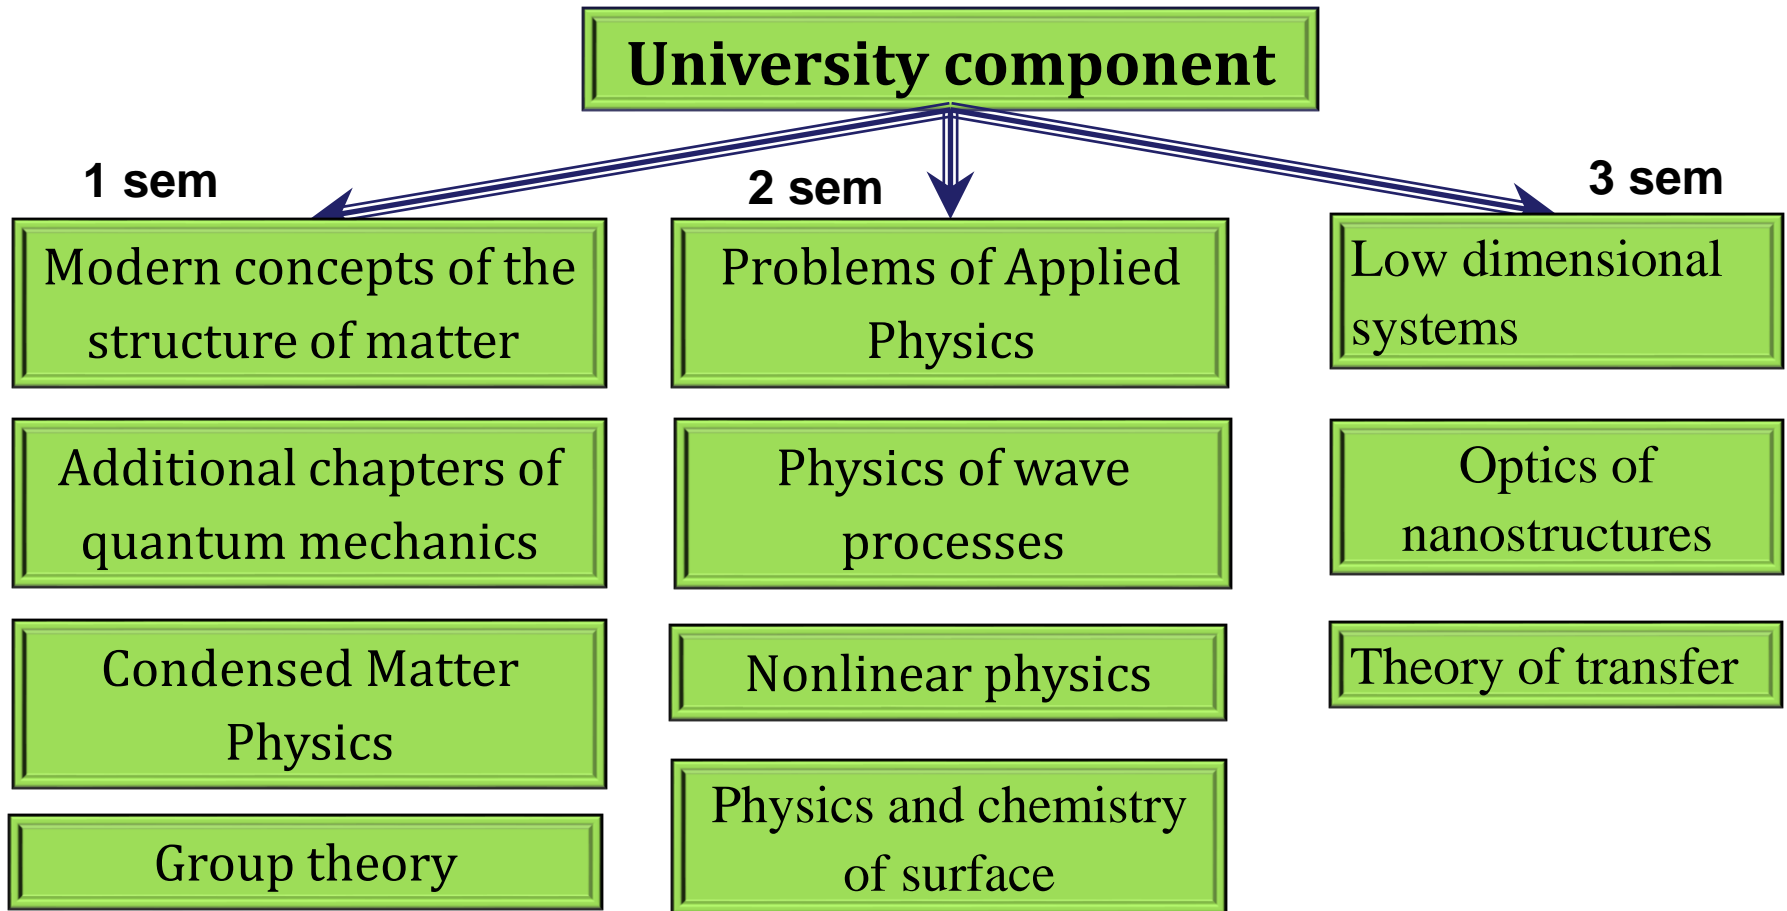 University component
1 sem
Modern concepts of the
structure of matter
Additional chapters of
quantum mechanics
Condensed Matter
Physics
Group theory
2 sem
Problems of Applied
Physics
Physics of wave
processes
Nonlinear physics
Physics and chemistry
of surface
3 sem
Low dimensional
systems
Optics of
nanostructures
Theory of transfer